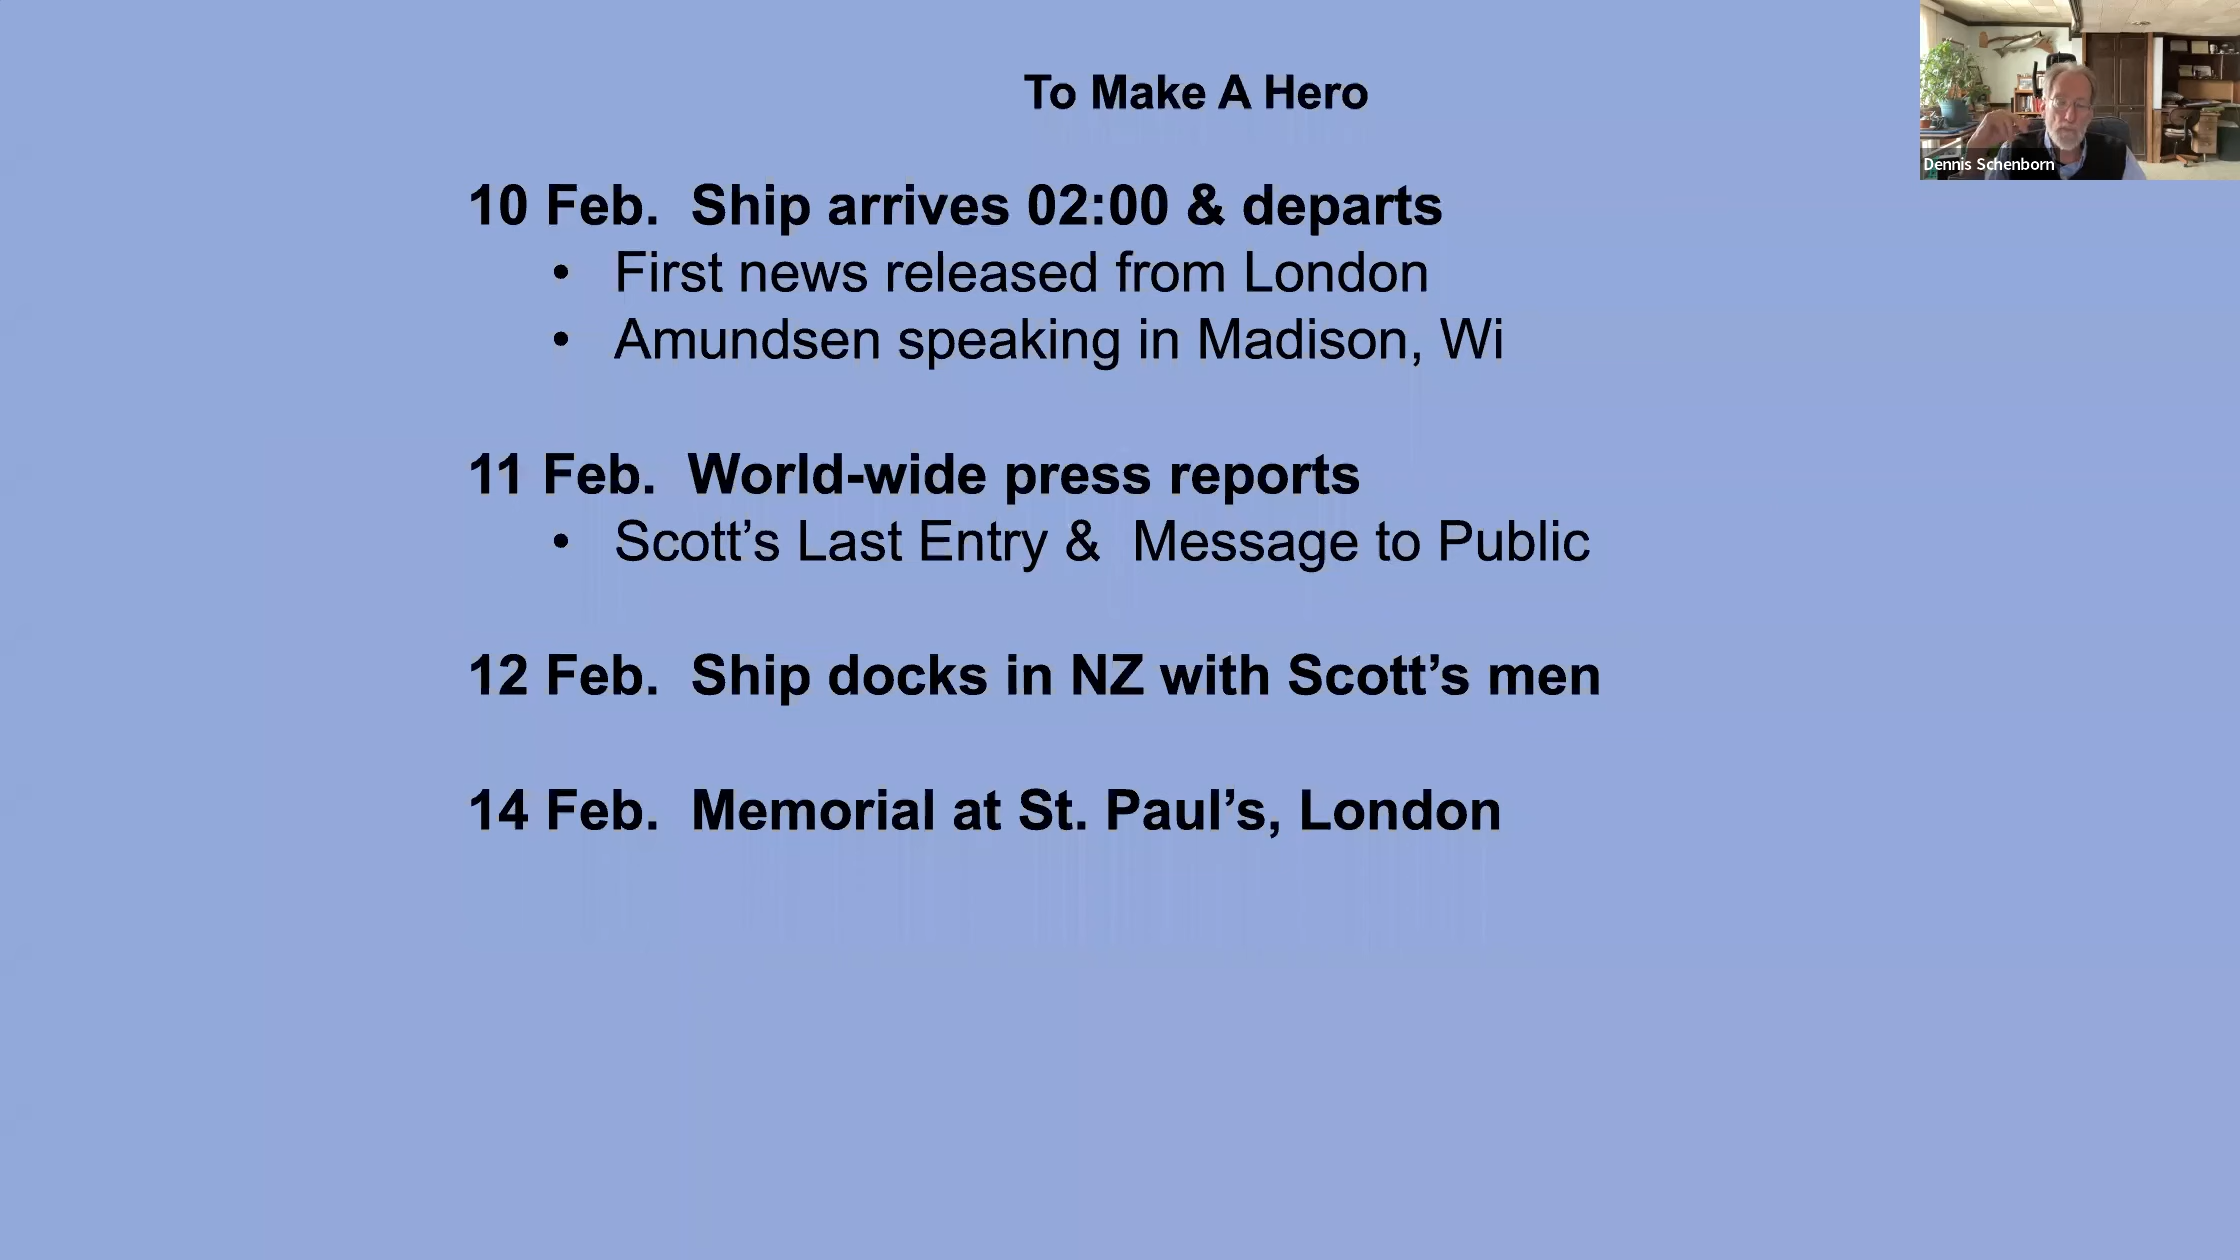 To Make A Hero
10 Feb.  Ship arrives 02:00 & departs
• First news released from London
• Amundsen speaking in Madison, Wi
11 Feb.  World-wide press reports
• Scott’s Last Entry &  Message to Public
12 Feb.  Ship docks in NZ with Scott’s men
14 Feb.  Memorial at St. Paul’s, London
Dennis Schenborn